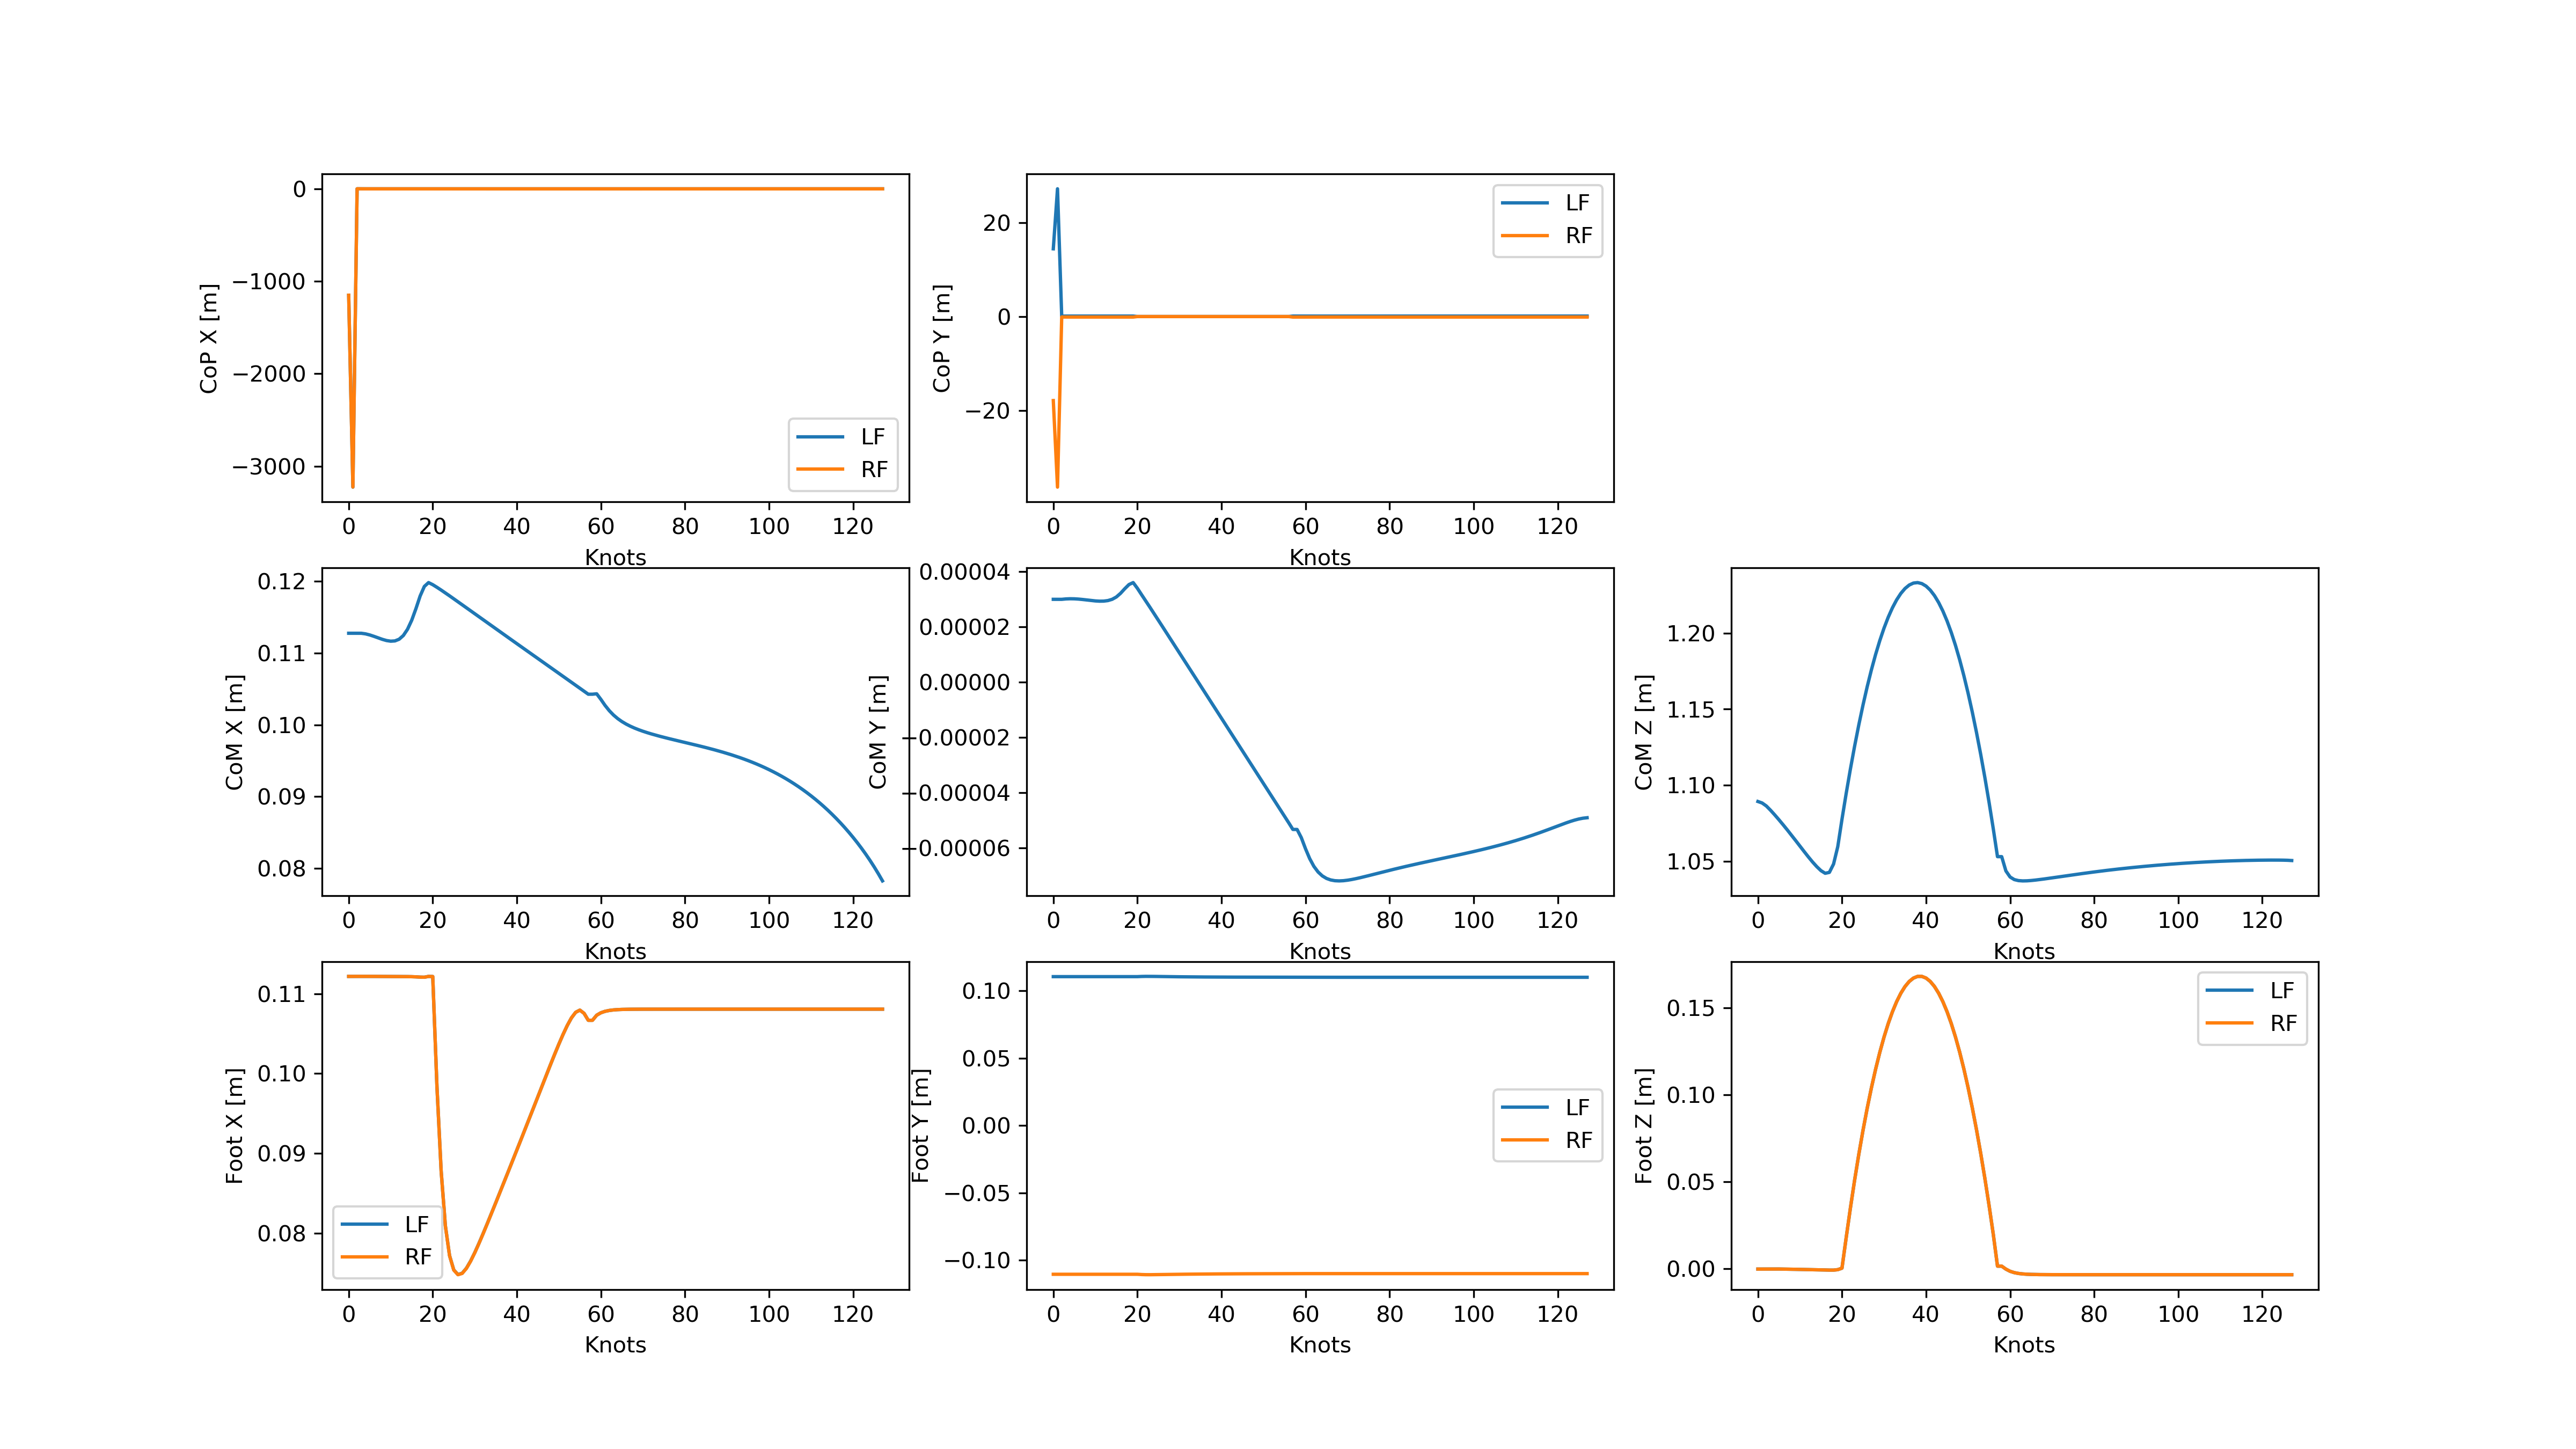 CoP X [m]
0
−1000
−2000
−3000
LF
RF
0 20 40 60 80 100 120
Knots
CoP Y [m]
20
0
−20
LF
RF
0 20 40 60 80 100 120
Knots
CoM X [m]
0.12
0.11
0.10
0.09
0.08
0 20 40 60 80 100 120
Knots
CoM Y [m]
0.00004
0.00002
0.00000
−0.00002
−0.00004
−0.00006
0 20 40 60 80 100 120
Knots
CoM Z [m]
1.20
1.15
1.10
1.05
0 20 40 60 80 100 120
Knots
Foot X [m]
0.11
0.10
0.09
0.08
LF
RF
0 20 40 60 80 100 120
Knots
Foot Y [m]
0.10
0.05
0.00
−0.05
−0.10
LF
RF
0 20 40 60 80 100 120
Knots
Foot Z [m]
0.15
0.10
0.05
0.00
LF
RF
0 20 40 60 80 100 120
Knots